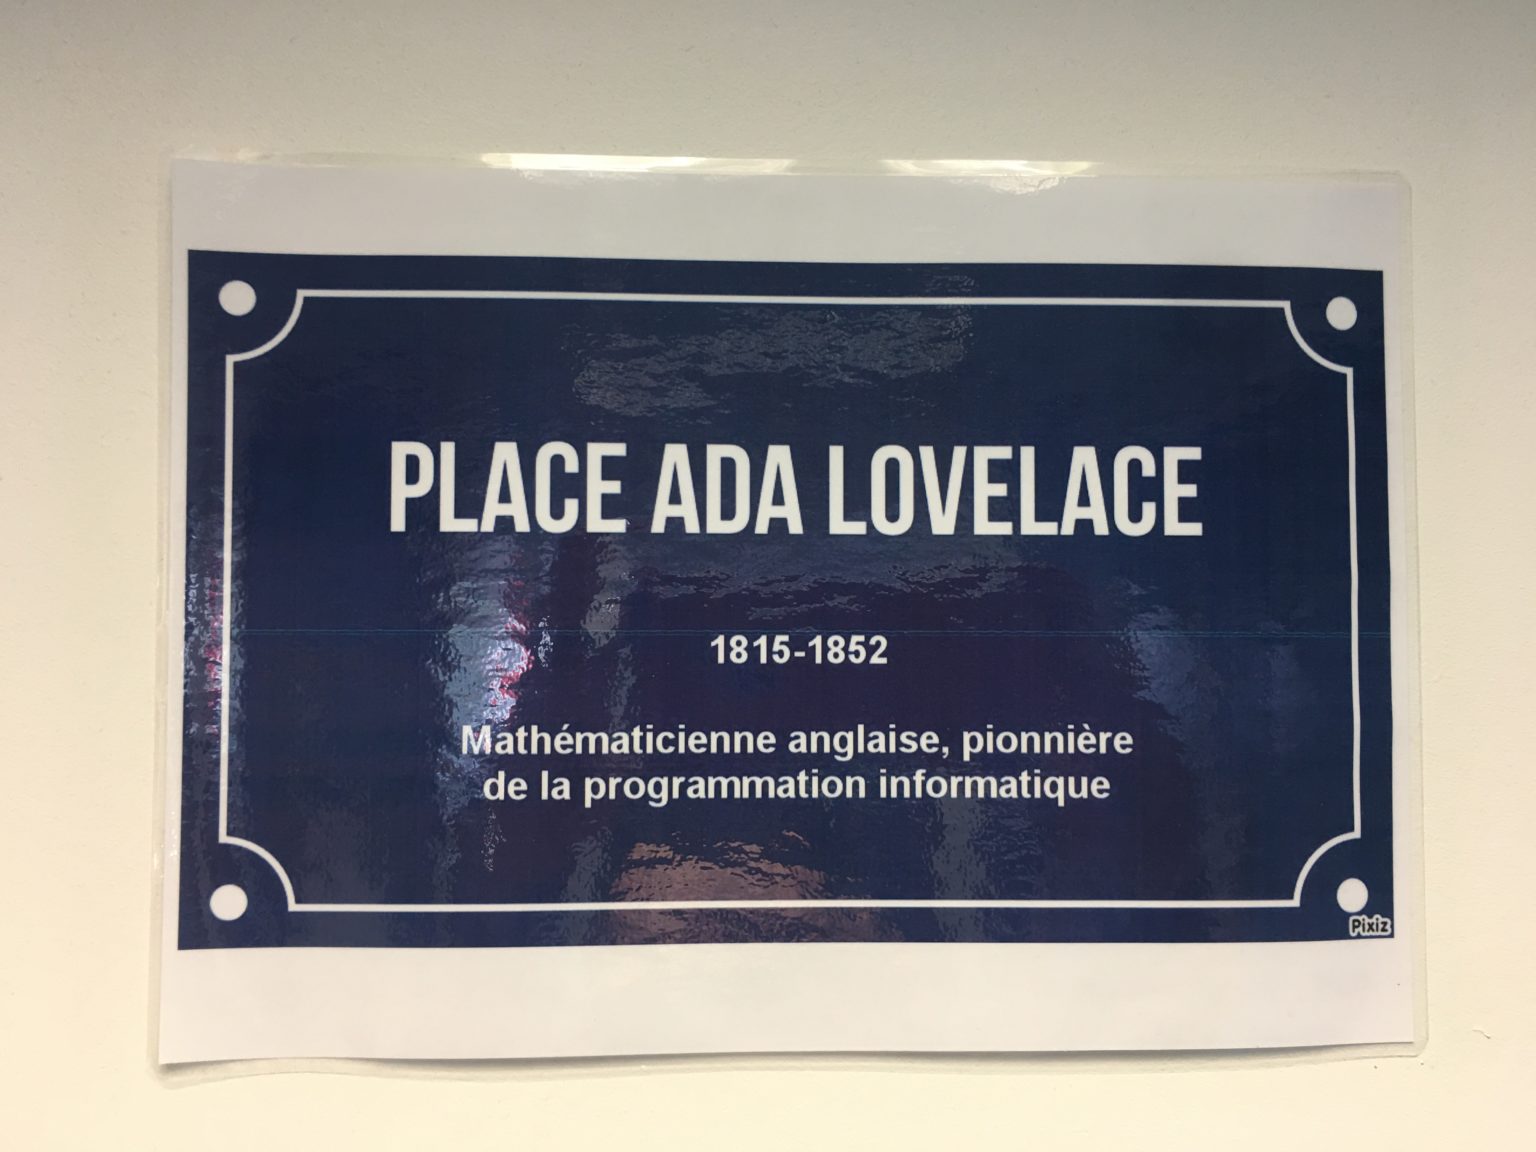 PLACE ADA LOVELACE
1815-1852
Mathématicienne anglaise, pionnière
de la programmation informatique
Pixiz